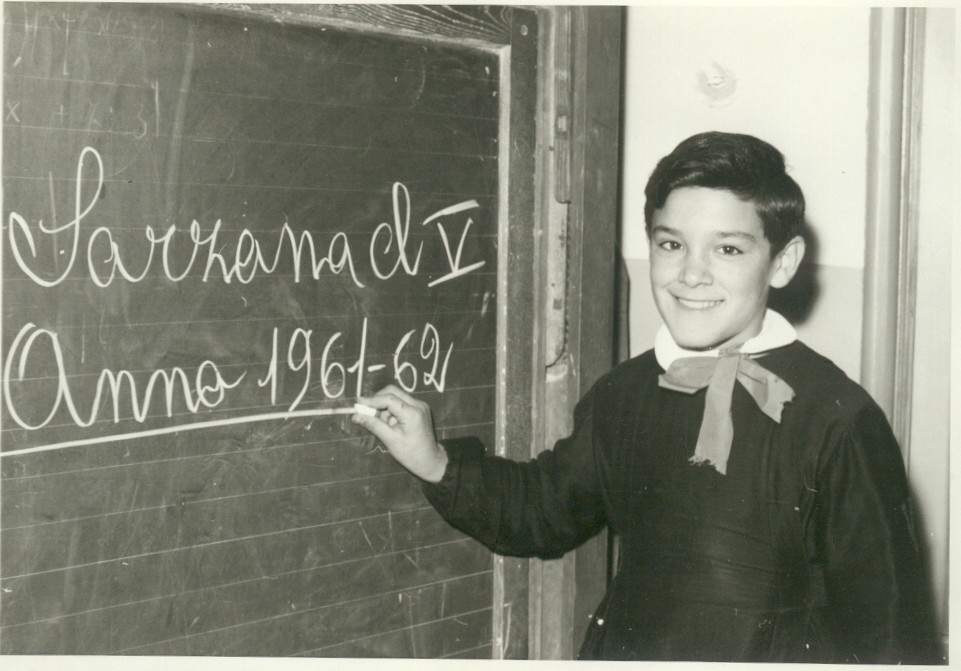 Sarzana cl V
Anno 1961-62